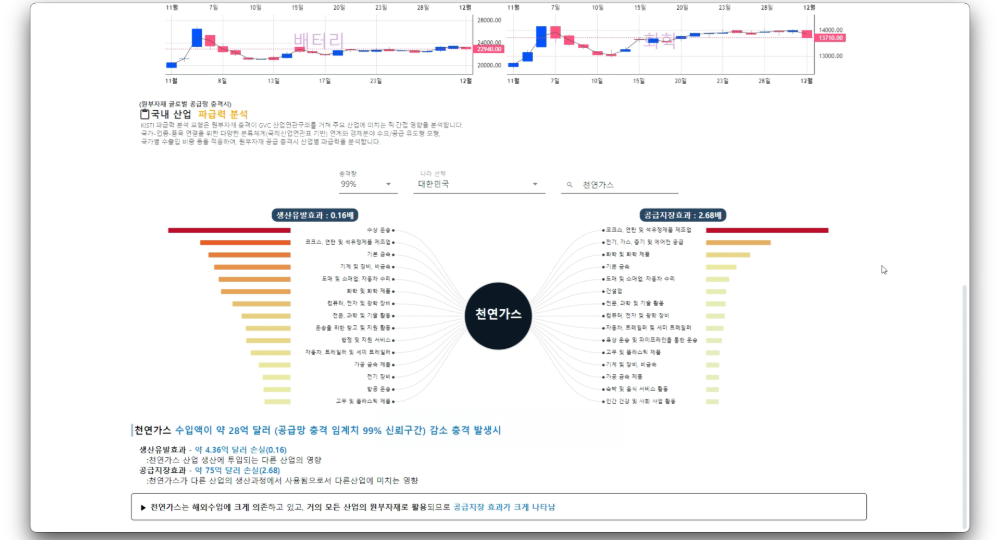 11월 7일 10일 15일 20일 23일 28일 12월
11월 7일 10일 15일 20일 23일 28일 12월
28000.00
24000.00
22940.00
20000.00
배터리
14000.00
13710.00
13000.00
화학
11월 8일 13일 17일 23일 12월
11월 7일 10일 15일 20일 23일 28일 12월
(원부자재 글로벌 공급망 충격시)
국내 산업 파급력 분석
KISTI 파급력 분석 모형은 원부자재 충격이 GVC 산업연관구조를 거쳐 주요 산업에 미치는 직·간접 영향을 분석합니다.
국가-업종-품목 연결을 위한 다양한 분류체계(국제산업연관표 기반) 연계와 경제분야 수요/공급 유도형 모형,
국가별 수출입 비중 등을 적용하여, 원부자재 공급 충격시 산업별 파급력을 분석합니다.
충격량
99%
나라 선택
대한민국
천연가스
생산유발효과 : 0.16배
수상 운송
코크스, 연탄 및 석유정제품 제조업
기본 금속
기계 및 장비, 비금속
도매 및 소매업, 자동차 수리
화학 및 화학 제품
컴퓨터, 전자 및 광학 장비
전문, 과학 및 기술 활동
운송을 위한 창고 및 지원 활동
행정 및 지원 서비스
자동차, 트레일러 및 세미 트레일러
가공 금속 제품
전기 장비
항공 운송
고무 및 플라스틱 제품
천연가스
공급지장효과 : 2.68배
코크스, 연탄 및 석유정제품 제조업
전기, 가스, 증기 및 에어컨 공급
화학 및 화학 제품
기본 금속
도매 및 소매업, 자동차 수리
건설업
전문, 과학 및 기술 활동
컴퓨터, 전자 및 광학 장비
자동차, 트레일러 및 세미 트레일러
육상 운송 및 파이프라인을 통한 운송
고무 및 플라스틱 제품
기계 및 장비, 비금속
가공 금속 제품
숙박 및 음식 서비스 활동
인간 건강 및 사회 사업 활동
천연가스 수입액이 약 28억 달러 (공급망 충격 임계치 99% 신뢰구간) 감소 충격 발생시
생산유발효과 - 약 4.36억 달러 손실(0.16)
:천연가스 산업 생산에 투입되는 다른 산업의 영향
공급지장효과 - 약 75억 달러 손실(2.68)
:천연가스가 다른 산업의 생산과정에서 사용됨으로서 다른산업에 미치는 영향
▶ 천연가스는 해외수입에 크게 의존하고 있고, 거의 모든 산업의 원부자재로 활용되므로 공급지장 효과가 크게 나타남